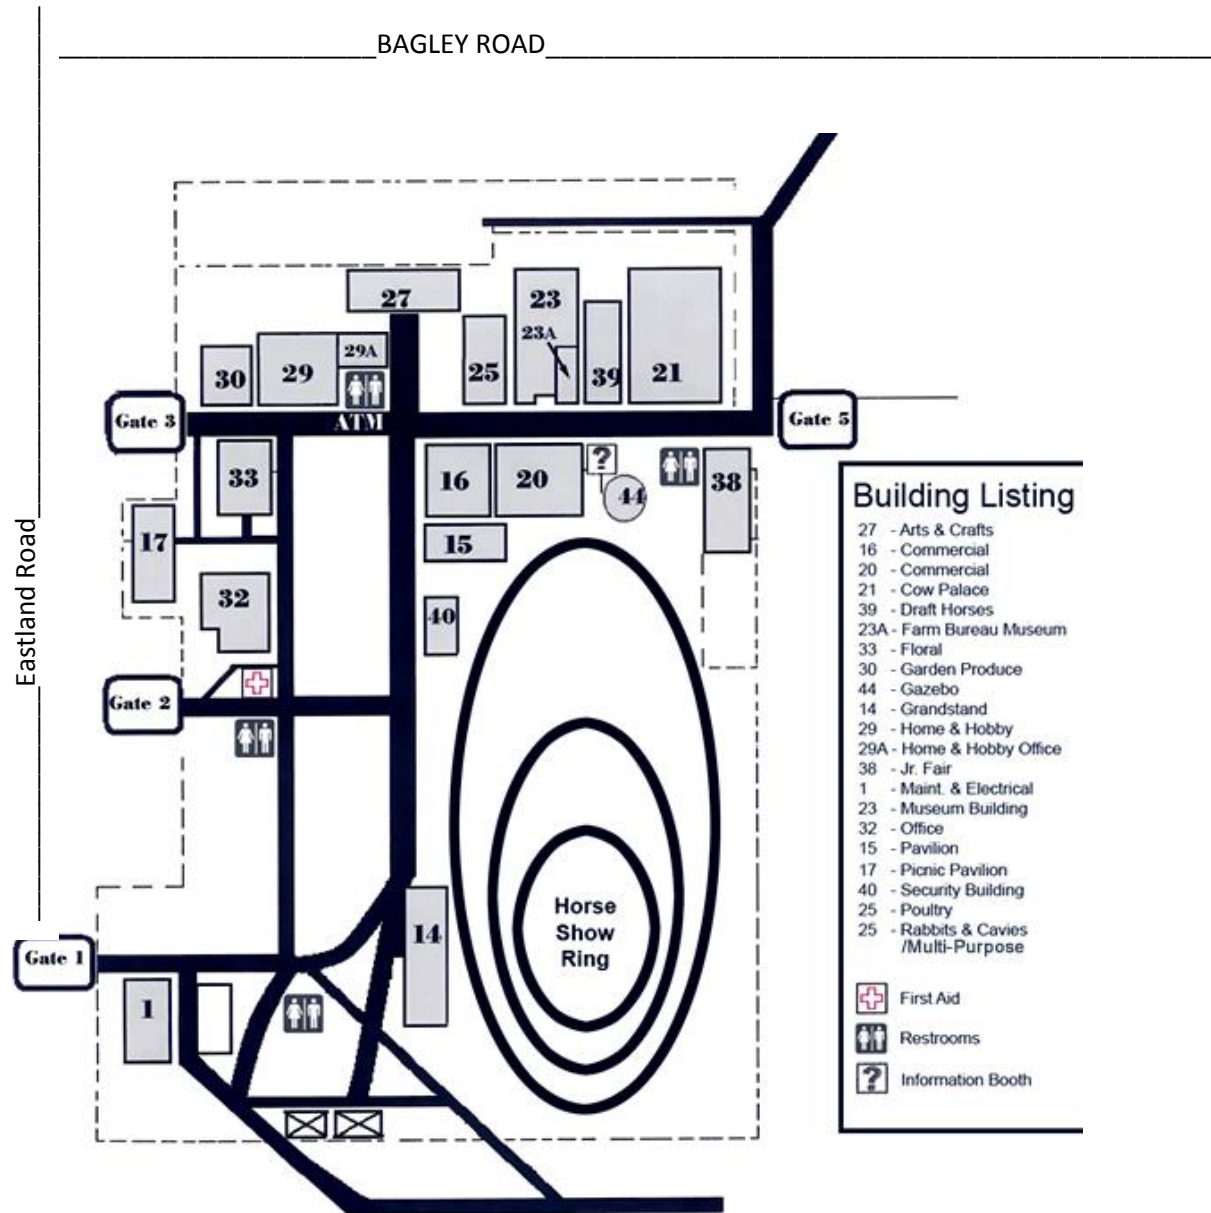 BAGLEY ROAD
Eastland Road
27
23
23A
29A
30
29
25
39
21
Gate 3
ATM
Gate 5
33
16
20
?
44
38
17
15
32
40
Gate 2
14
Horse
Show
Ring
Gate 1
1
Building Listing
27 - Arts & Crafts
16 - Commercial
20 - Commercial
21 - Cow Palace
39 - Draft Horses
23A - Farm Bureau Museum
33 - Floral
30 - Garden Produce
44 - Gazebo
14 - Grandstand
29 - Home & Hobby
29A - Home & Hobby Office
38 - Jr. Fair
1 - Maint. & Electrical
23 - Museum Building
32 - Office
15 - Pavilion
17 - Picnic Pavilion
40 - Security Building
25 - Poultry
25 - Rabbits & Cavies
/Multi-Purpose
First Aid
Restrooms
? Information Booth